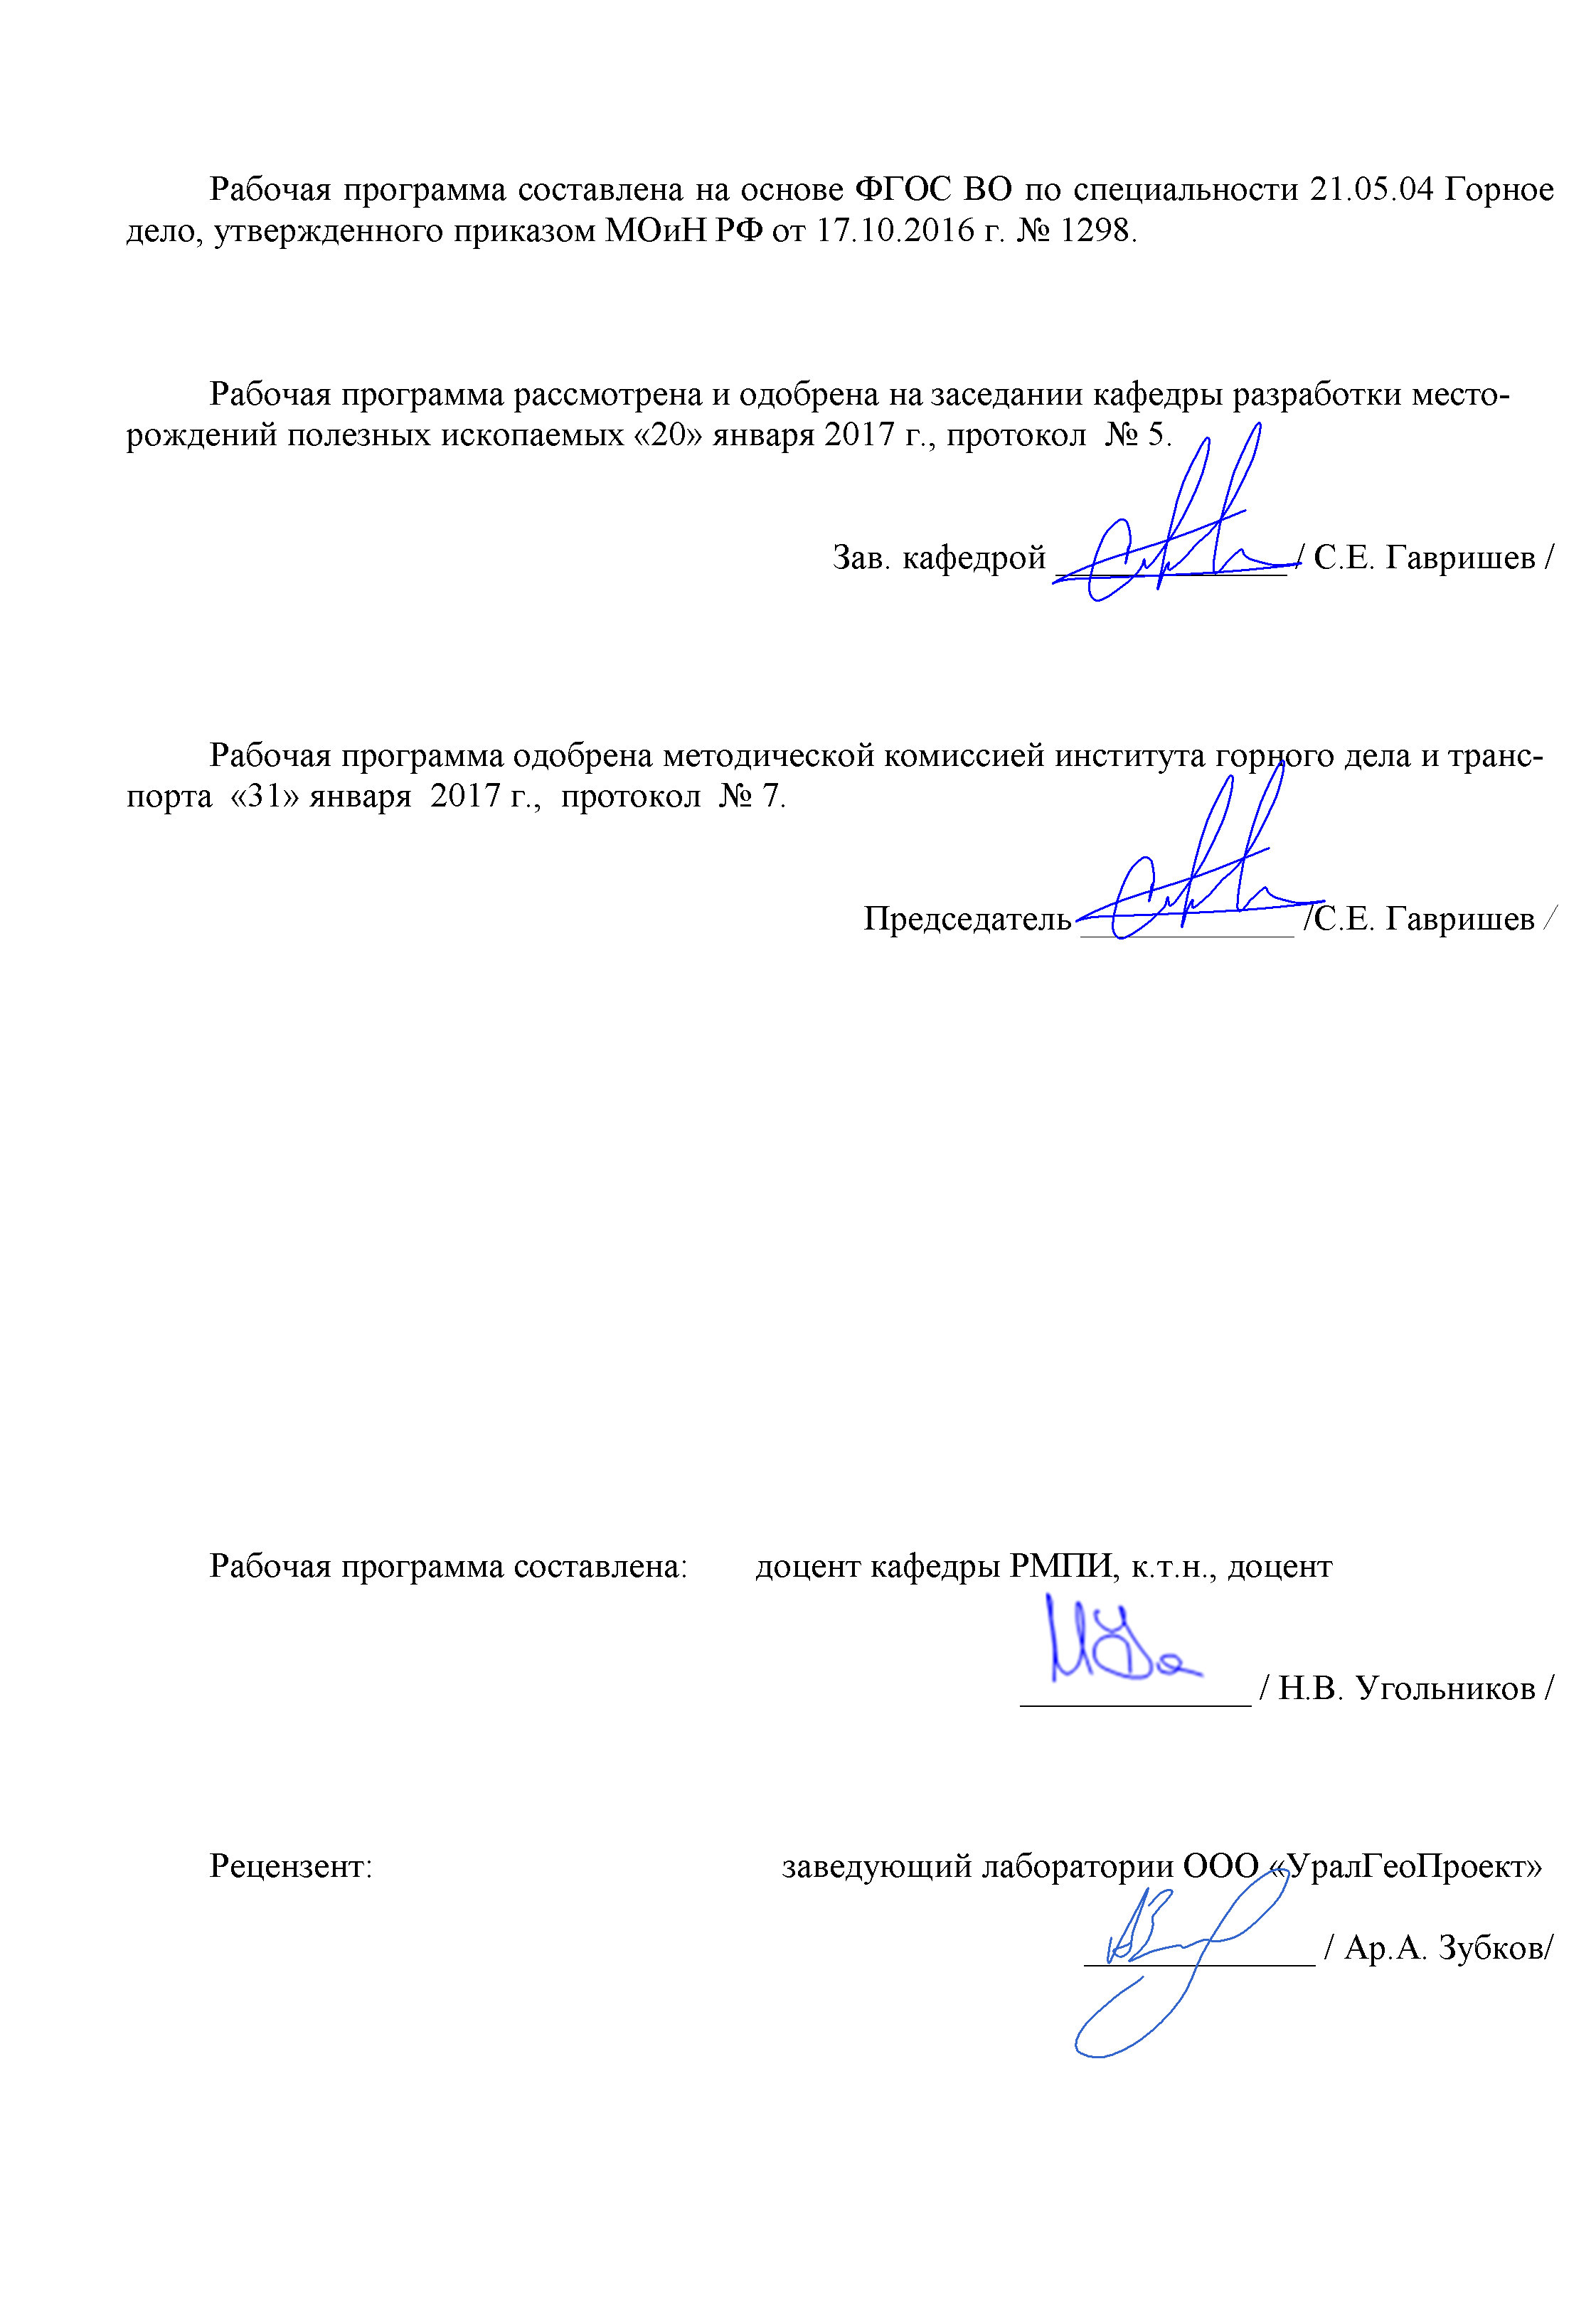 Рабочая программа составлена на основе ФГОС ВО по специальности 21.05.04 Горное
дело, утвержденного приказом МОиН РФ от 17.10.2016 г. № 1298.
Рабочая программа рассмотрена и одобрена на заседании кафедры разработки место-
рождений полезных ископаемых «20» января 2017 г., протокол № 5.
Зав. кафедрой ____________ / С.Е. Гавришев /
Рабочая программа одобрена методической комиссией института горного дела и транс-
порта «31» января 2017 г., протокол № 7.
Председатель ____________ /С.Е. Гавришев /
Рабочая программа составлена: доцент кафедры РМПИ, к.т.н., доцент
____________ / Н.В. Угольников /
Рецензент: заведующий лаборатории ООО «УралГеоПроект»
____________ / Ар.А. Зубков/